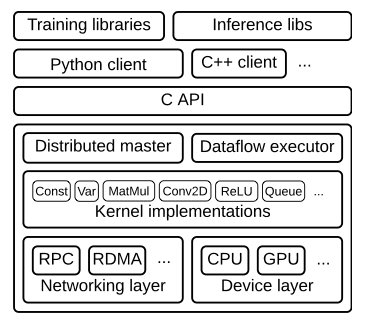 Training libraries Inference libs
Python client C++ client ...
C API
Distributed master Dataflow executor
Const Var MatMul Conv2D ReLU Queue ...
Kernel implementations
RPC RDMA ... CPU GPU ...
Networking layer Device layer